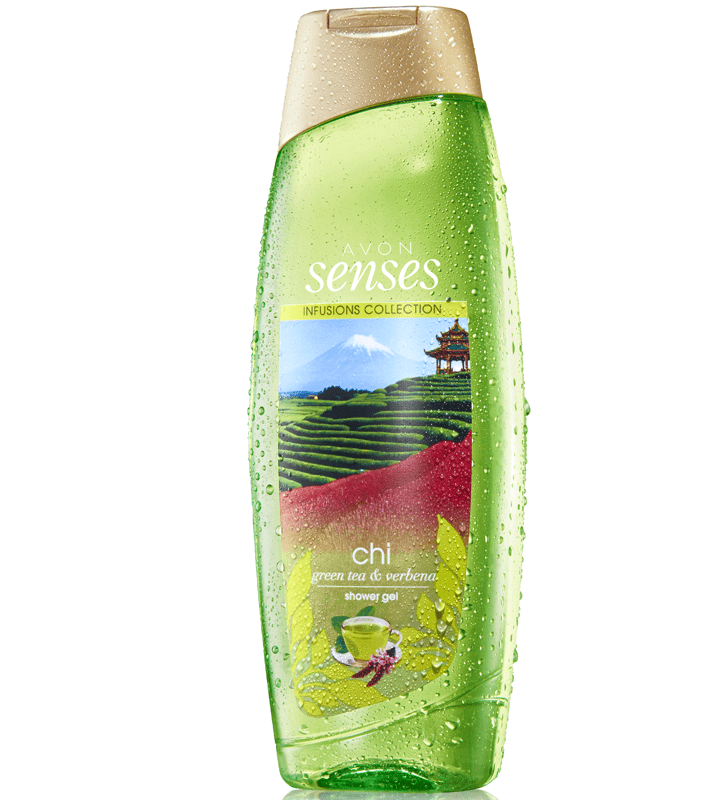 AVON
senses
INFUSIONS COLLECTION
chi
green tea & verbena
shower gel